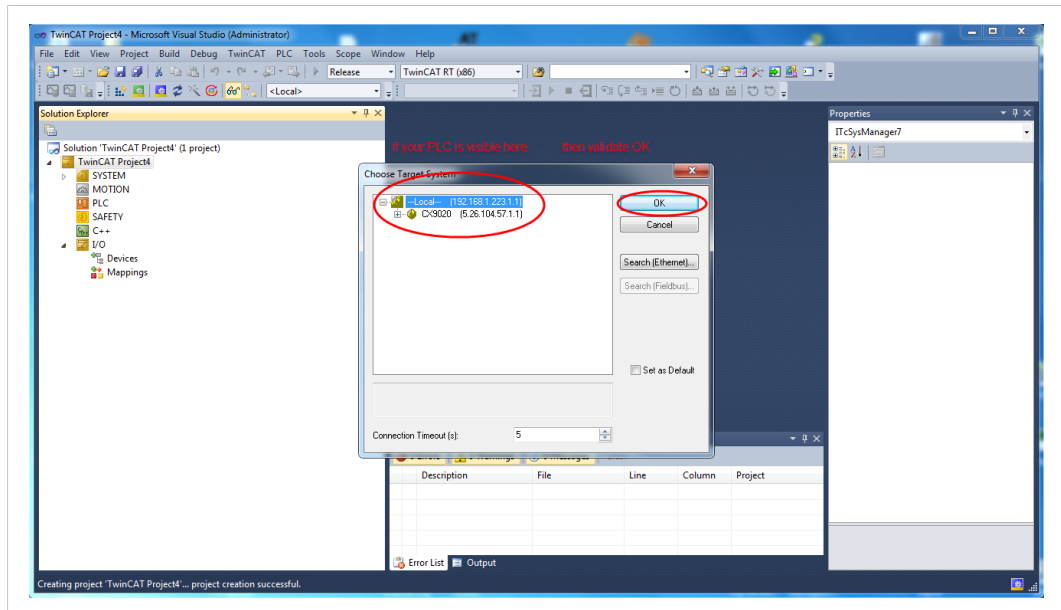 TwinCAT Project4 - Microsoft Visual Studio (Administrator)
File Edit View Project Build Debug TwinCAT PLC Tools Scope Window Help
Release TwinCAT RT (x86)
<Local>
Solution Explorer
Solution 'TwinCAT Project4' (1 project)
TwinCAT Project4
SYSTEM
MOTION
PLC
SAFETY
C++
I/O
Devices
Mappings
if your PLC is visible here then validate OK
Choose Target System
---Local--- (192.168.1.223.1.1)
CX9020 (5.26.104.57.1.1)
OK
Cancel
Search (Ethernet)...
Search (Fieldbus)...
Set as Default
Connection Timeout (s): 5
Description File Line Column Project
Error List Output
Properties
ITcSysManager7
Creating project 'TwinCAT Project4'... project creation successful.